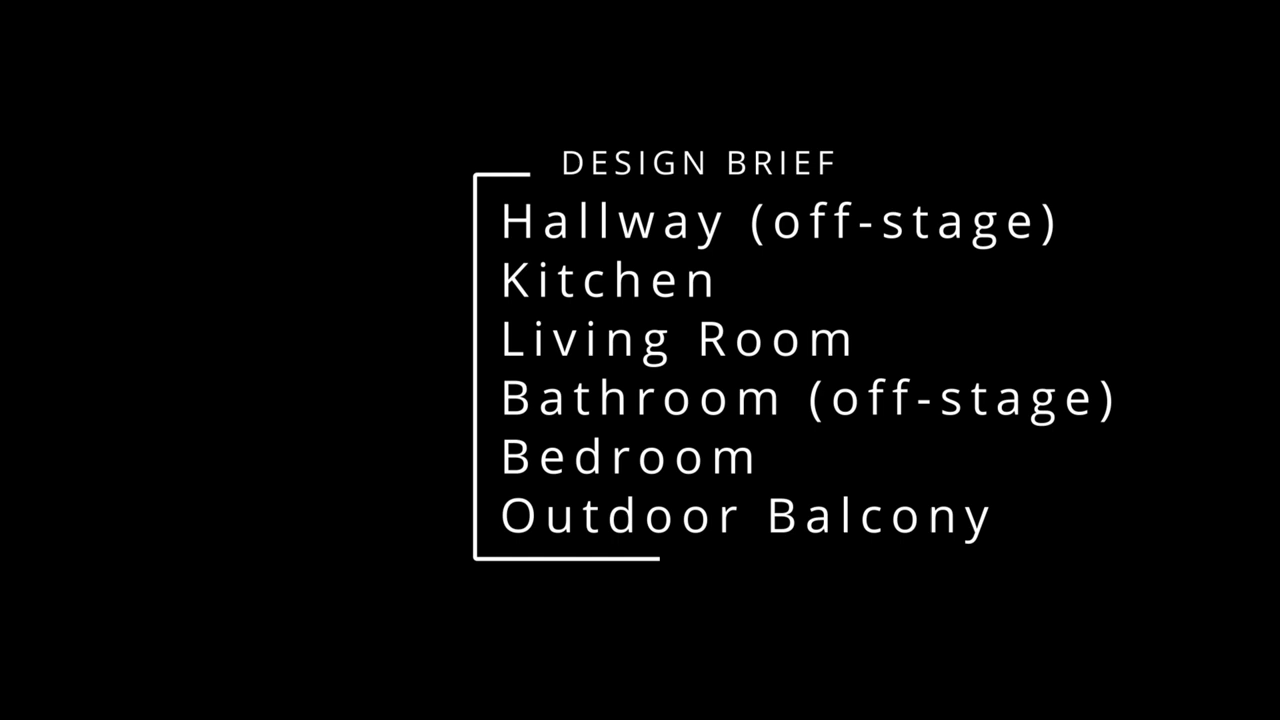 DESIGN BRIEF
Hallway (off-stage)
Kitchen
Living Room
Bathroom (off-stage)
Bedroom
Outdoor Balcony